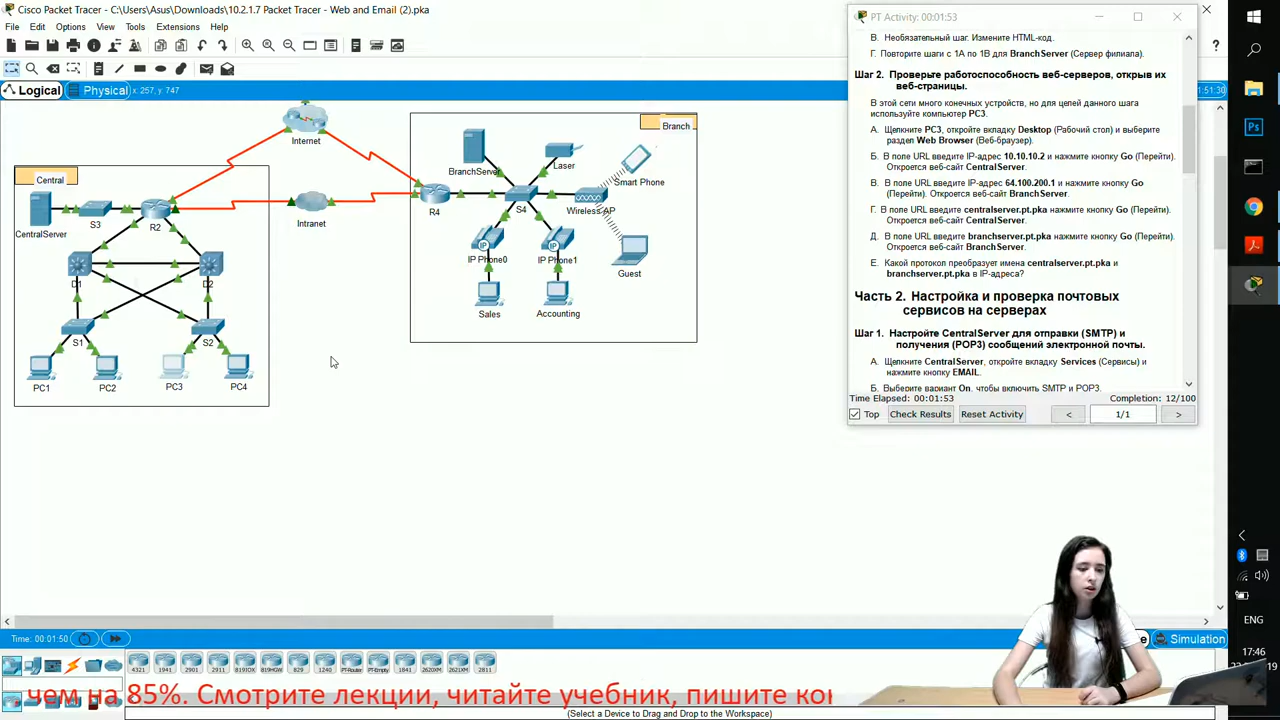 Cisco Packet Tracer - C:\Users\Asus\Downloads\10.2.1.7 Packet Tracer - Web and Email (2).pka
File Edit Options View Tools Extensions Help
Logical Physical x: 257, y: 747
Central
CentralServer
S3
R2
D1
D2
S1
S2
PC1
PC2
PC3
PC4
Internet
Intranet
Branch
BranchServer
Laser
Smart Phone
R4
S4
Wireless AP
IP
IP Phone0
IP
IP Phone1
Guest
Sales
Accounting
PT Activity: 00:01:53
В. Необязательный шаг. Измените HTML-код.
Г. Повторите шаги с 1А по 1В для BranchServer (Сервер филиала).
Шаг 2. Проверьте работоспособность веб-серверов, открыв их
веб-страницы.
В этой сети много конечных устройств, но для целей данного шага
используйте компьютер PC3.
А. Щелкните PC3, откройте вкладку Desktop (Рабочий стол) и выберите
раздел Web Browser (Веб-браузер).
Б. В поле URL введите IP-адрес 10.10.10.2 и нажмите кнопку Go (Перейти).
Откроется веб-сайт CentralServer.
В. В поле URL введите IP-адрес 64.100.200.1 и нажмите кнопку Go
(Перейти). Откроется веб-сайт BranchServer.
Г. В поле URL введите centralserver.pt.pka нажмите кнопку Go (Перейти).
Откроется веб-сайт CentralServer.
Д. В поле URL введите branchserver.pt.pka нажмите кнопку Go (Перейти).
Откроется веб-сайт BranchServer.
Е. Какой протокол преобразует имена centralserver.pt.pka и
branchserver.pt.pka в IP-адреса?
Часть 2. Настройка и проверка почтовых
сервисов на серверах
Шаг 1. Настройте CentralServer для отправки (SMTP) и
получения (POP3) сообщений электронной почты.
А. Щелкните CentralServer, откройте вкладку Services (Сервисы) и
нажмите кнопку EMAIL.
Б. Выберите вариант On, чтобы включить SMTP и POP3.
Time Elapsed: 00:01:53 Completion: 12/100
Top Check Results Reset Activity < 1/1 >
:51:30
Ps
ENG
17:46
Time: 00:01:50
Simulation
4321 1941 2901 2911 819IOX 819HGW 829 1240 PT-Router PT-Empty 1841 2620XM 2621XM 2811
чем на 85%. Смотрите лекции, читайте учебник, пишите ко
(Select a Device to Drag and Drop to the Workspace)